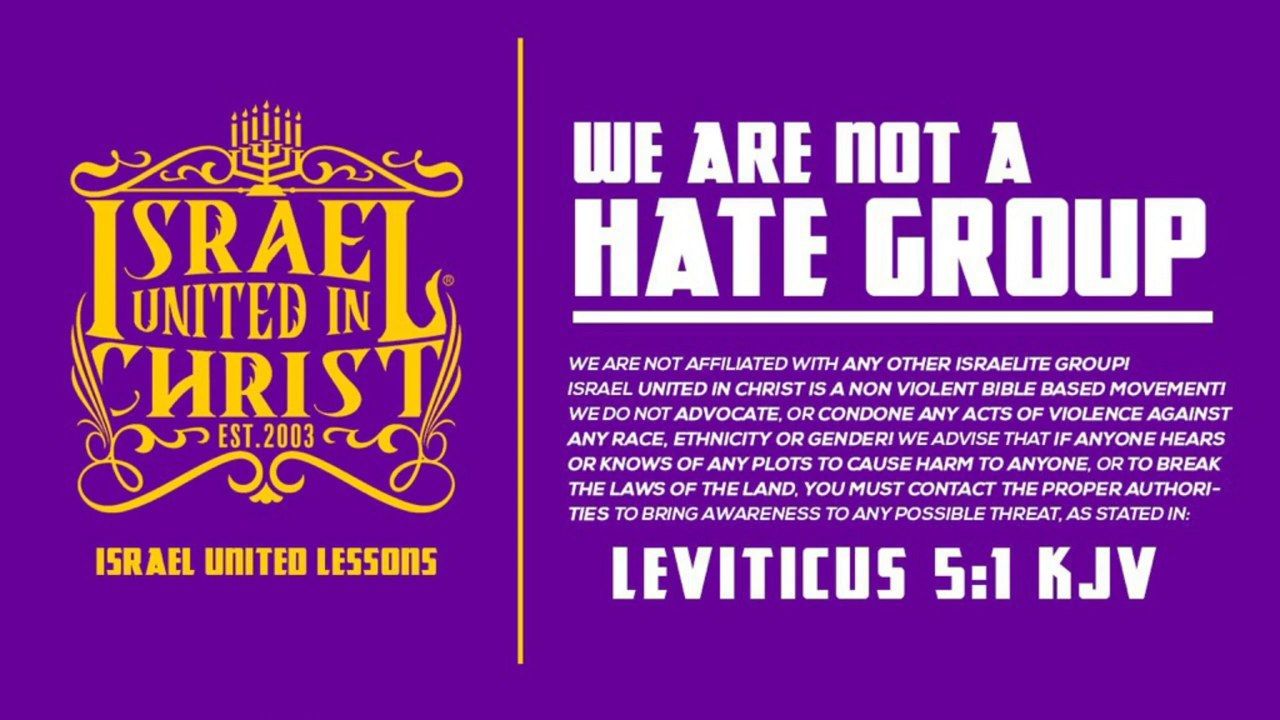 ISRAEL
UNITED IN
CHRIST
EST.2003
ISRAEL UNITED LESSONS
WE ARE NOT A
HATE GROUP
WE ARE NOT AFFILIATED WITH ANY OTHER ISRAELITE GROUP!
ISRAEL UNITED IN CHRIST IS A NON VIOLENT BIBLE BASED MOVEMENT!
WE DO NOT ADVOCATE, OR CONDONE ANY ACTS OF VIOLENCE AGAINST
ANY RACE, ETHNICITY OR GENDER! WE ADVISE THAT IF ANYONE HEARS
OR KNOWS OF ANY PLOTS TO CAUSE HARM TO ANYONE, OR TO BREAK
THE LAWS OF THE LAND, YOU MUST CONTACT THE PROPER AUTHORI-
TIES TO BRING AWARENESS TO ANY POSSIBLE THREAT, AS STATED IN:
LEVITICUS 5:1 KJV